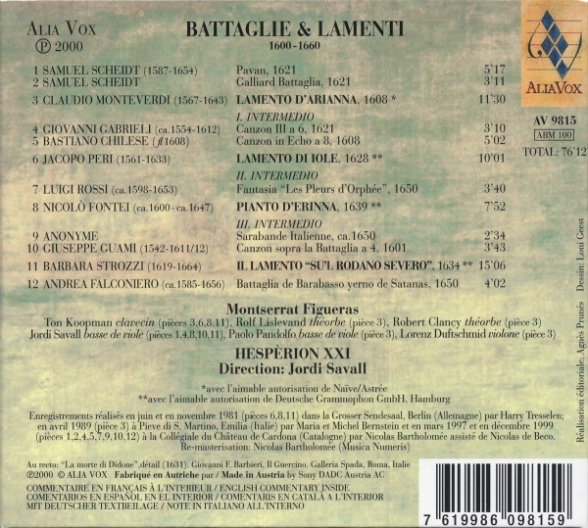 ALIA VOX
℗ 2000
BATTAGLIE & LAMENTI
1600-1660
ALIAVOX
AV 9815
ABM 100
TOTAL: 76'12
1 SAMUEL SCHEIDT (1587-1654) Pavan, 1621 5'17
2 SAMUEL SCHEIDT Galliard Battaglia, 1621 3'11
3 CLAUDIO MONTEVERDI (1567-1643) LAMENTO D'ARIANNA, 1608 * 11'30
I. INTERMEDIO
4 GIOVANNI GABRIELI (ca.1554-1612) Canzon III a 6, 1621 3'10
5 BASTIANO CHILESE (fl1608) Canzon in Echo a 8, 1608 5'02
6 JACOPO PERI (1561-1633) LAMENTO DI IOLE, 1628 ** 10'01
II. INTERMEDIO
7 LUIGI ROSSI (ca.1598-1653) Fantasia "Les Pleurs d'Orphée", 1650 3'40
8 NICOLÒ FONTEI (ca.1600-ca.1647) PIANTO D'ERINNA, 1639 ** 7'52
III. INTERMEDIO
9 ANONYME Sarabande Italienne, ca.1650 2'34
10 GIUSEPPE GUAMI (1542-1611/12) Canzon sopra la Battaglia a 4, 1601 3'43
11 BARBARA STROZZI (1619-1664) IL LAMENTO "SU'L RODANO SEVERO", 1634 ** 15'06
12 ANDREA FALCONIERO (ca.1585-1656) Battaglia de Barabasso yerno de Satanas, 1650 4'02
Montserrat Figueras
Ton Koopman clavecin (pièces 3,6,8,11), Rolf Lislevand théorbe (pièce 3), Robert Clancy théorbe (pièce 3)
Jordi Savall basse de viole (pièces 1,4,8,10,11), Paolo Pandolfo basse de viole (pièce 3), Lorenz Duftschmid violone (pièce 3)
HESPÈRION XXI
Direction: Jordi Savall
*avec l'aimable autorisation de Naïve/Astrée
**avec l'aimable autorisation de Deutsche Grammophon GmbH, Hamburg
Enregistrements réalisés en juin et en novembre 1981 (pièces 6,8,11) dans la Grosser Sendesaal, Berlin (Allemagne) par Harry Tresselen;
en avril 1989 (pièce 3) à Pieve di S. Martino, Emilia (Italie) par Maria et Michel Bernstein et en mars 1997 et en décembre 1999
(pièces 1,2,4,5,7,9,10,12) à la Collégiale du Château de Cardona (Catalogne) par Nicolas Bartholomée assisté de Nicolas de Beco.
Re-masterisation: Nicolas Bartholomée (Musica Numeris)
Au recto: "La morte di Didone", détail (1631). Giovani F. Barbieri, Il Guercino. Galleria Spada, Roma, Italie
℗2000 © ALIA VOX Fabriqué en Autriche par / Made in Austria by Sony DADC Austria AC
COMMENTAIRE EN FRANÇAIS À L'INTERIEUR / ENGLISH COMMENTARY INSIDE
COMENTARIOS EN ESPAÑOL EN EL INTERIOR / COMENTARIS EN CATALÀ A L'INTERIOR
MIT DEUTSCHER TEXTBEILAGE / NOTE IN ITALIANO ALL'INTERNO
7 619986 098159
Réalisation éditoriale: Agnès Prunés Dessin: Loni Geest